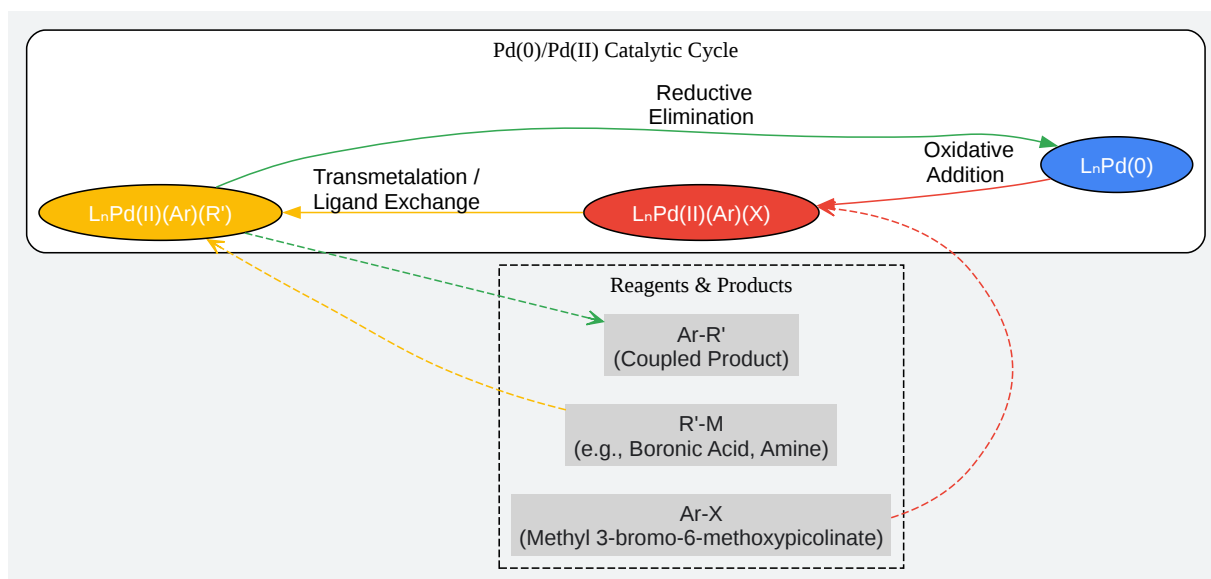 Pd(0)/Pd(II) Catalytic Cycle
Reductive
Elimination
Oxidative
Addition
LₙPd(0)
Transmetalation /
Ligand Exchange
LₙPd(II)(Ar)(R')
LₙPd(II)(Ar)(X)
Reagents & Products
Ar-R'
(Coupled Product)
R'-M
(e.g., Boronic Acid, Amine)
Ar-X
(Methyl 3-bromo-6-methoxypicolinate)